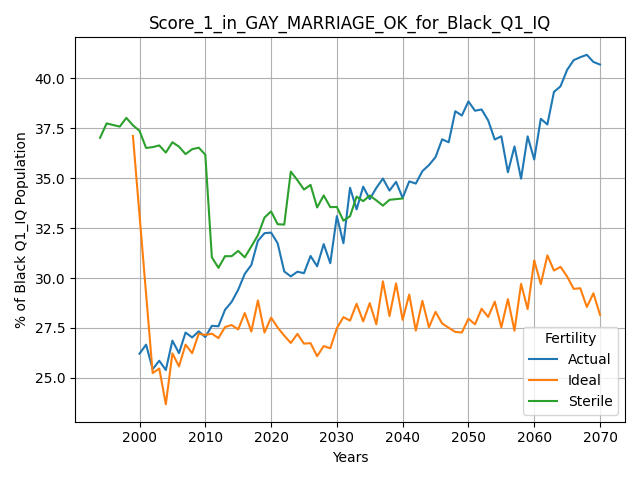 Score_1_in_GAY_MARRIAGE_OK_for_Black_Q1_IQ
% of Black Q1_IQ Population
40.0
37.5
35.0
32.5
30.0
27.5
25.0
Fertility
Actual
Ideal
Sterile
2000 2010 2020 2030 2040 2050 2060 2070
Years